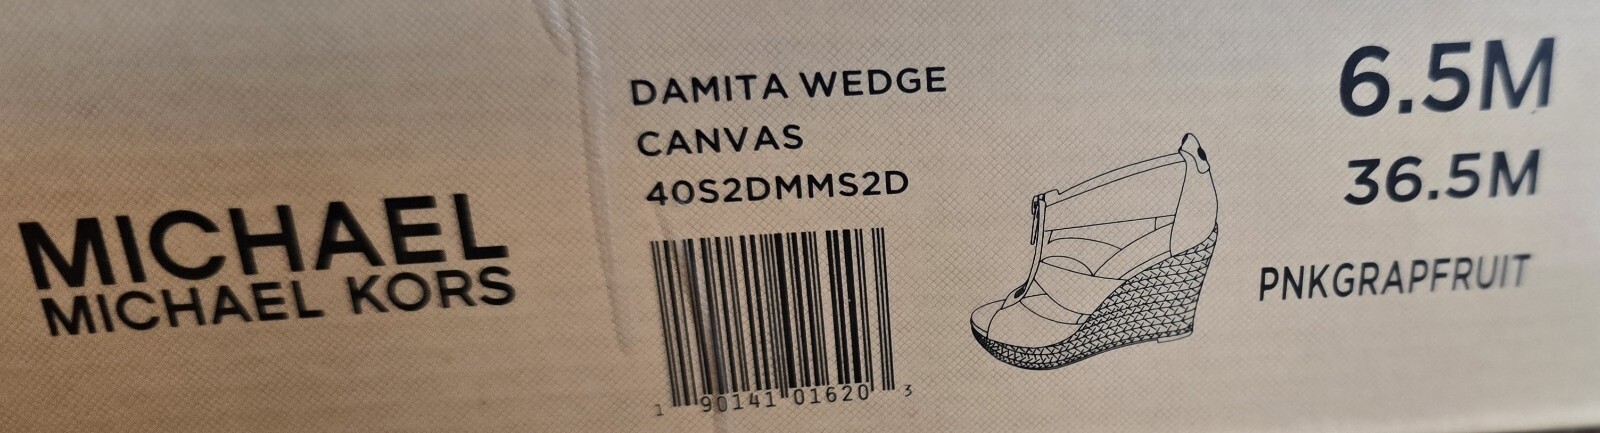 MICHAEL
MICHAEL KORS
DAMITA WEDGE
CANVAS
40S2DMMS2D
1 90141 01620 3
6.5M
36.5M
PNKGRAPFRUIT